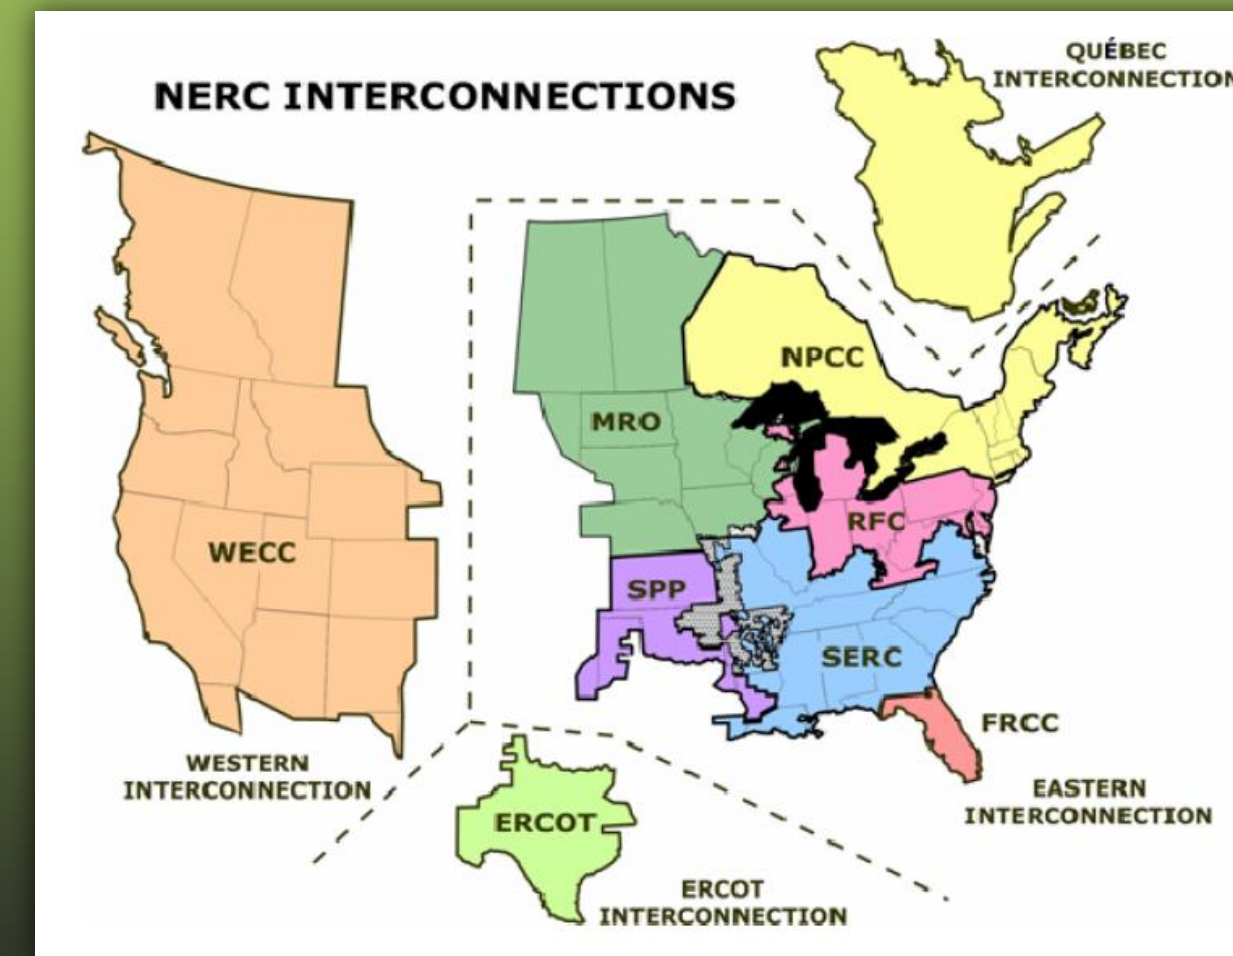 NERC INTERCONNECTIONS
QUÉBEC
INTERCONNECTION
NPCC
MRO
RFC
WECC
SPP
SERC
FRCC
WESTERN
INTERCONNECTION
EASTERN
INTERCONNECTION
ERCOT
ERCOT
INTERCONNECTION